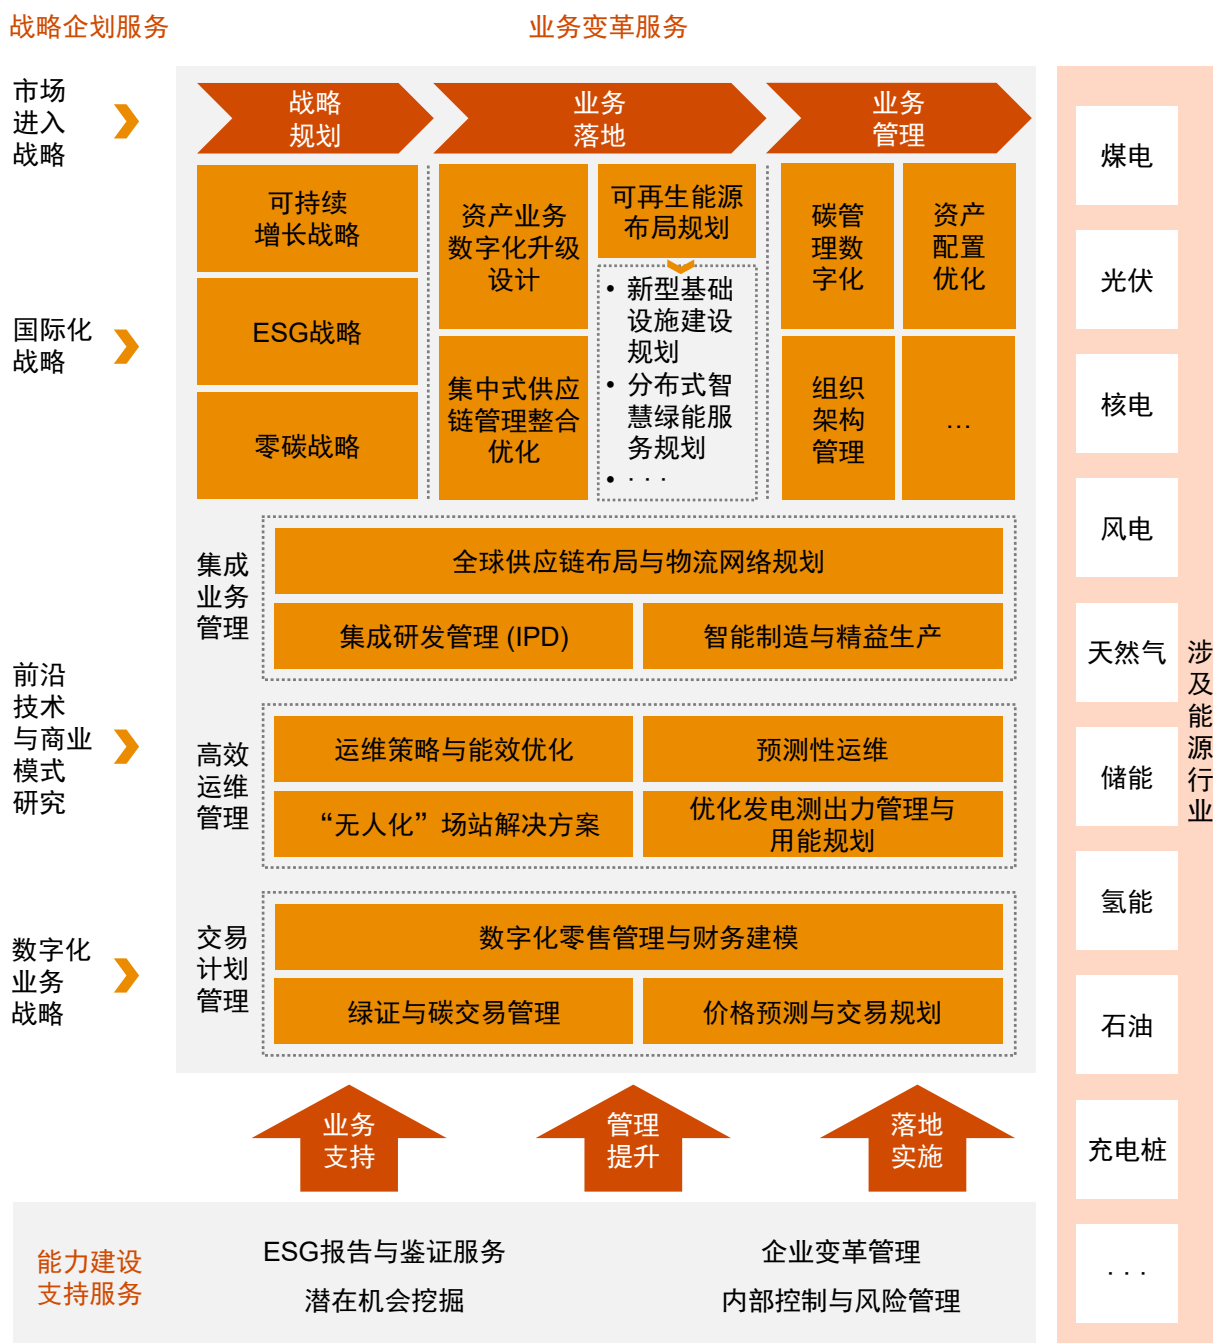 战略企划服务
业务变革服务
市场
进入
战略
国际化
战略
前沿
技术
与商业
模式
研究
数字化
业务
战略
战略
规划
业务
落地
业务
管理
可持续
增长战略
ESG战略
零碳战略
资产业务
数字化升级
设计
集中式供应
链管理整合
优化
可再生能源
布局规划
• 新型基础
设施建设
规划
• 分布式智
慧绿能服
务规划
• · · ·
碳管
理数
字化
资产
配置
优化
组织
架构
管理
…
集成
业务
管理
全球供应链布局与物流网络规划
集成研发管理 (IPD)
智能制造与精益生产
高效
运维
管理
运维策略与能效优化
预测性运维
“无人化”场站解决方案
优化发电测出力管理与
用能规划
交易
计划
管理
数字化零售管理与财务建模
绿证与碳交易管理
价格预测与交易规划
业务
支持
管理
提升
落地
实施
能力建设
支持服务
ESG报告与鉴证服务
企业变革管理
潜在机会挖掘
内部控制与风险管理
煤电
光伏
核电
风电
天然气
储能
氢能
石油
充电桩
· · ·
涉
及
能
源
行
业